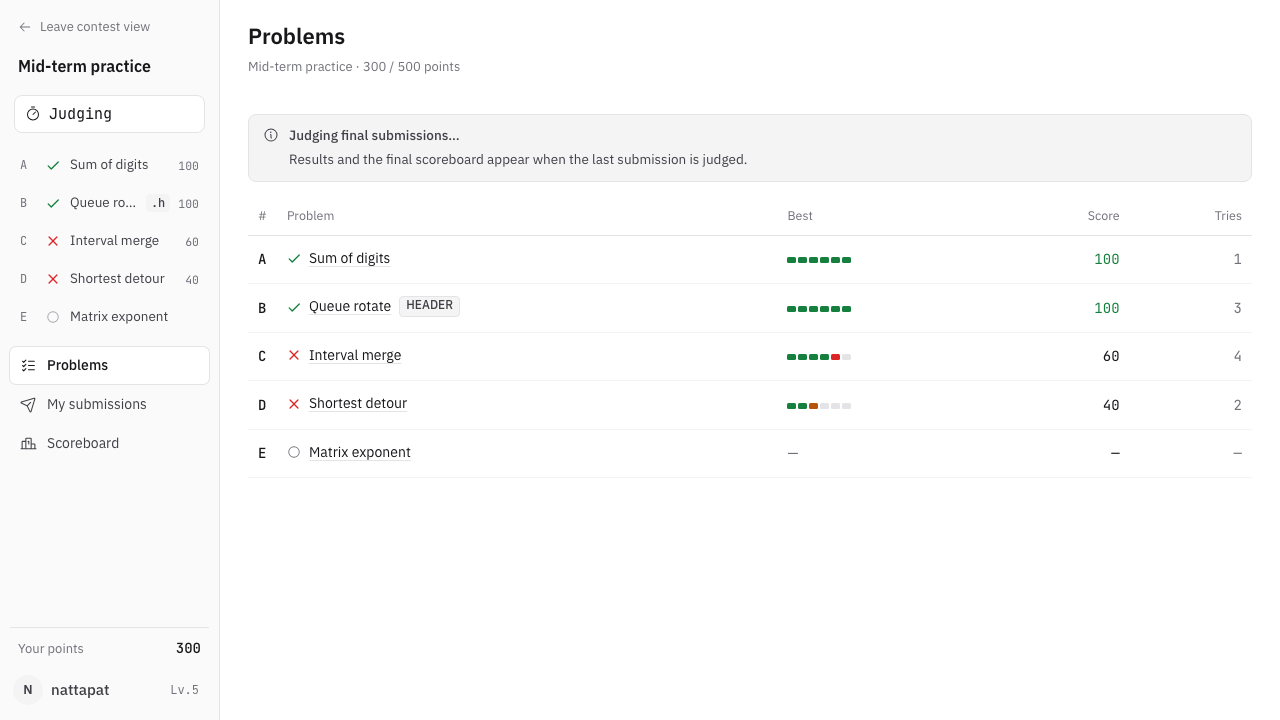 Leave contest view
Mid-term practice
Judging
A Sum of digits 100
B Queue ro... .h 100
C Interval merge 60
D Shortest detour 40
E Matrix exponent
Problems
My submissions
Scoreboard
Your points 300
N nattapat Lv.5
Problems
Mid-term practice · 300 / 500 points
Judging final submissions...
Results and the final scoreboard appear when the last submission is judged.
# Problem Best Score Tries
A Sum of digits 100 1
B Queue rotate HEADER 100 3
C Interval merge 60 4
D Shortest detour 40 2
E Matrix exponent — — —